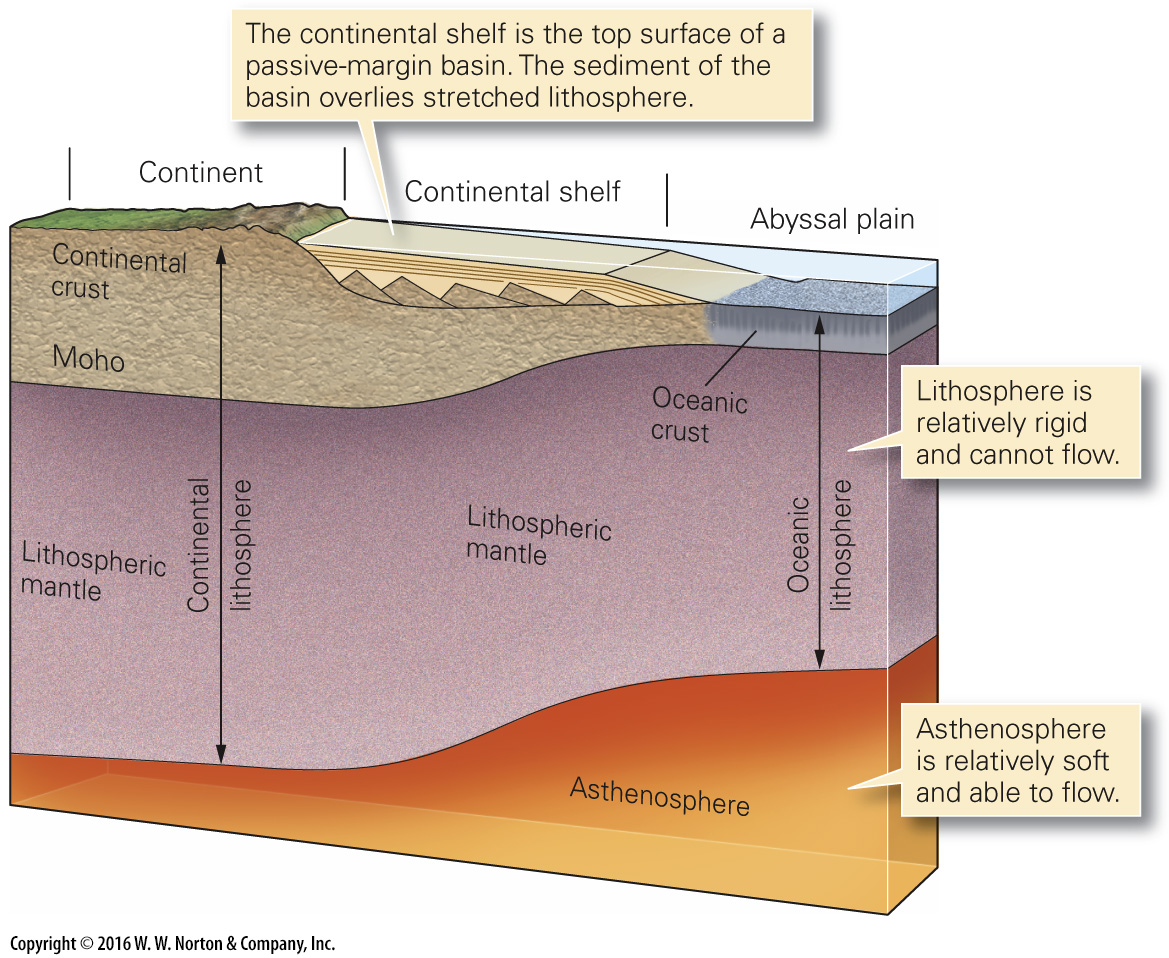 The continental shelf is the top surface of a
passive-margin basin. The sediment of the
basin overlies stretched lithosphere.
Continent
Continental shelf
Abyssal plain
Continental
crust
Moho
Oceanic
crust
Lithosphere is
relatively rigid
and cannot flow.
Lithospheric
mantle
Continental
lithosphere
Lithospheric
mantle
Oceanic
lithosphere
Asthenosphere
Asthenosphere
is relatively soft
and able to flow.
Copyright © 2016 W. W. Norton & Company, Inc.